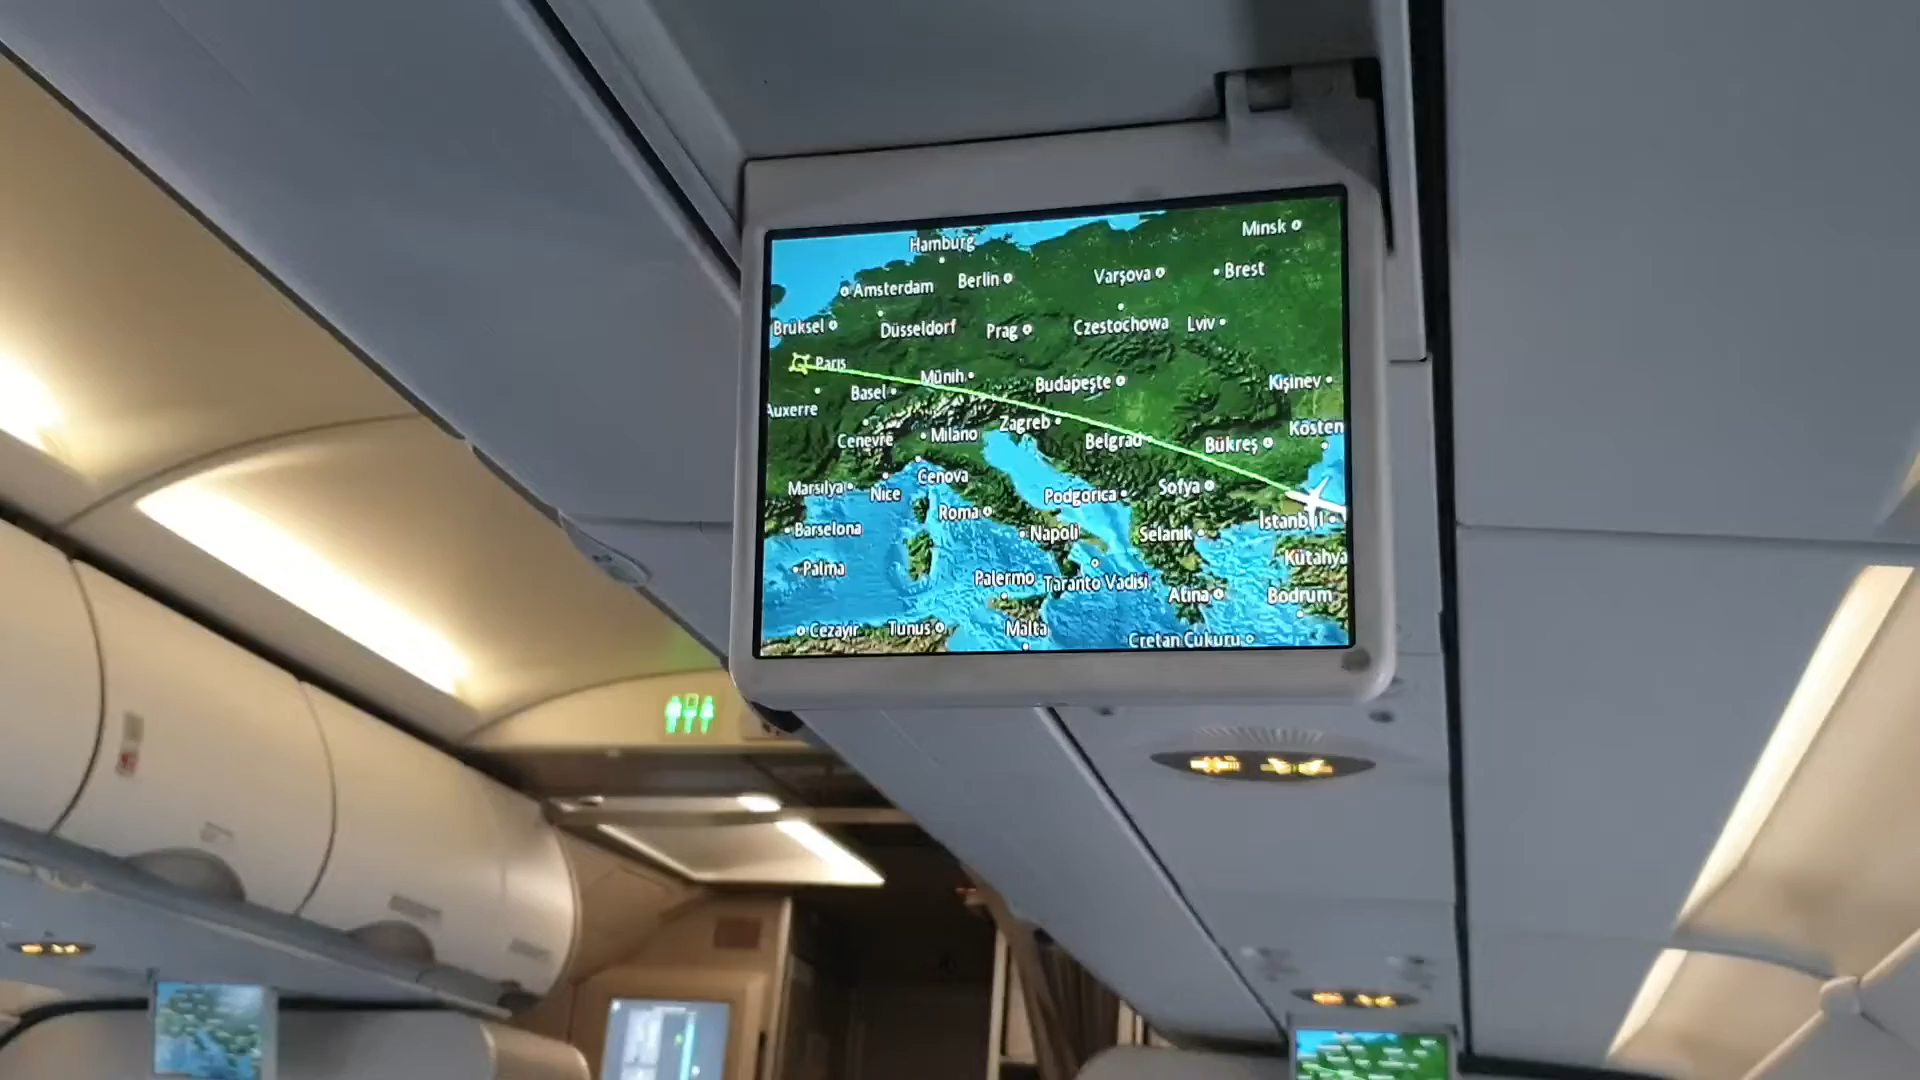 Hamburg
Minsk
Amsterdam
Berlin
Varşova
Brest
Brüksel
Düsseldorf
Prag
Czestochowa
Lviv
Paris
Münih
Basel
Budapeşte
Kişinev
Auxerre
Cenevre
Milano
Zagreb
Belgrad
Bükreş
Kösten
Marsilya
Nice
Cenova
Podgorica
Sofya
Roma
İstanbul
Barselona
Napoli
Selanik
Kütahya
Palma
Palermo
Taranto Vadisi
Atina
Bodrum
Cezayir
Tunus
Malta
Cretan Çukuru